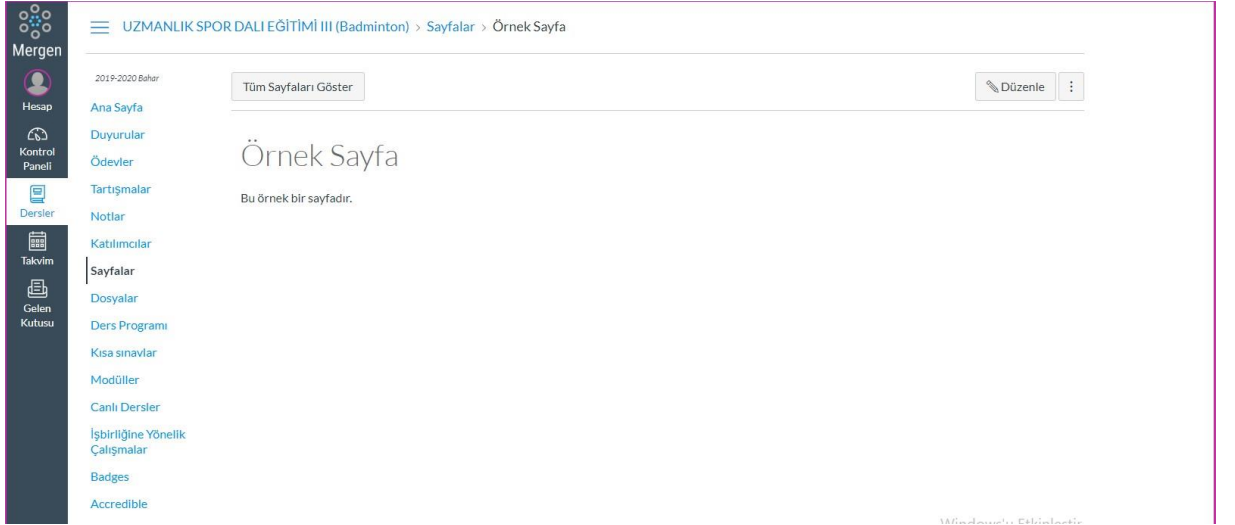 Mergen
Hesap
Kontrol
Paneli
Dersler
Takvim
Gelen
Kutusu
UZMANLIK SPOR DALI EĞİTİMİ III (Badminton) > Sayfalar > Örnek Sayfa
2019-2020 Bahar
Ana Sayfa
Duyurular
Ödevler
Tartışmalar
Notlar
Katılımcılar
Sayfalar
Dosyalar
Ders Programı
Kısa sınavlar
Modüller
Canlı Dersler
İşbirliğine Yönelik
Çalışmalar
Badges
Accredible
Tüm Sayfaları Göster
Düzenle
Örnek Sayfa
Bu örnek bir sayfadır.
Windows'u Etkinleştir